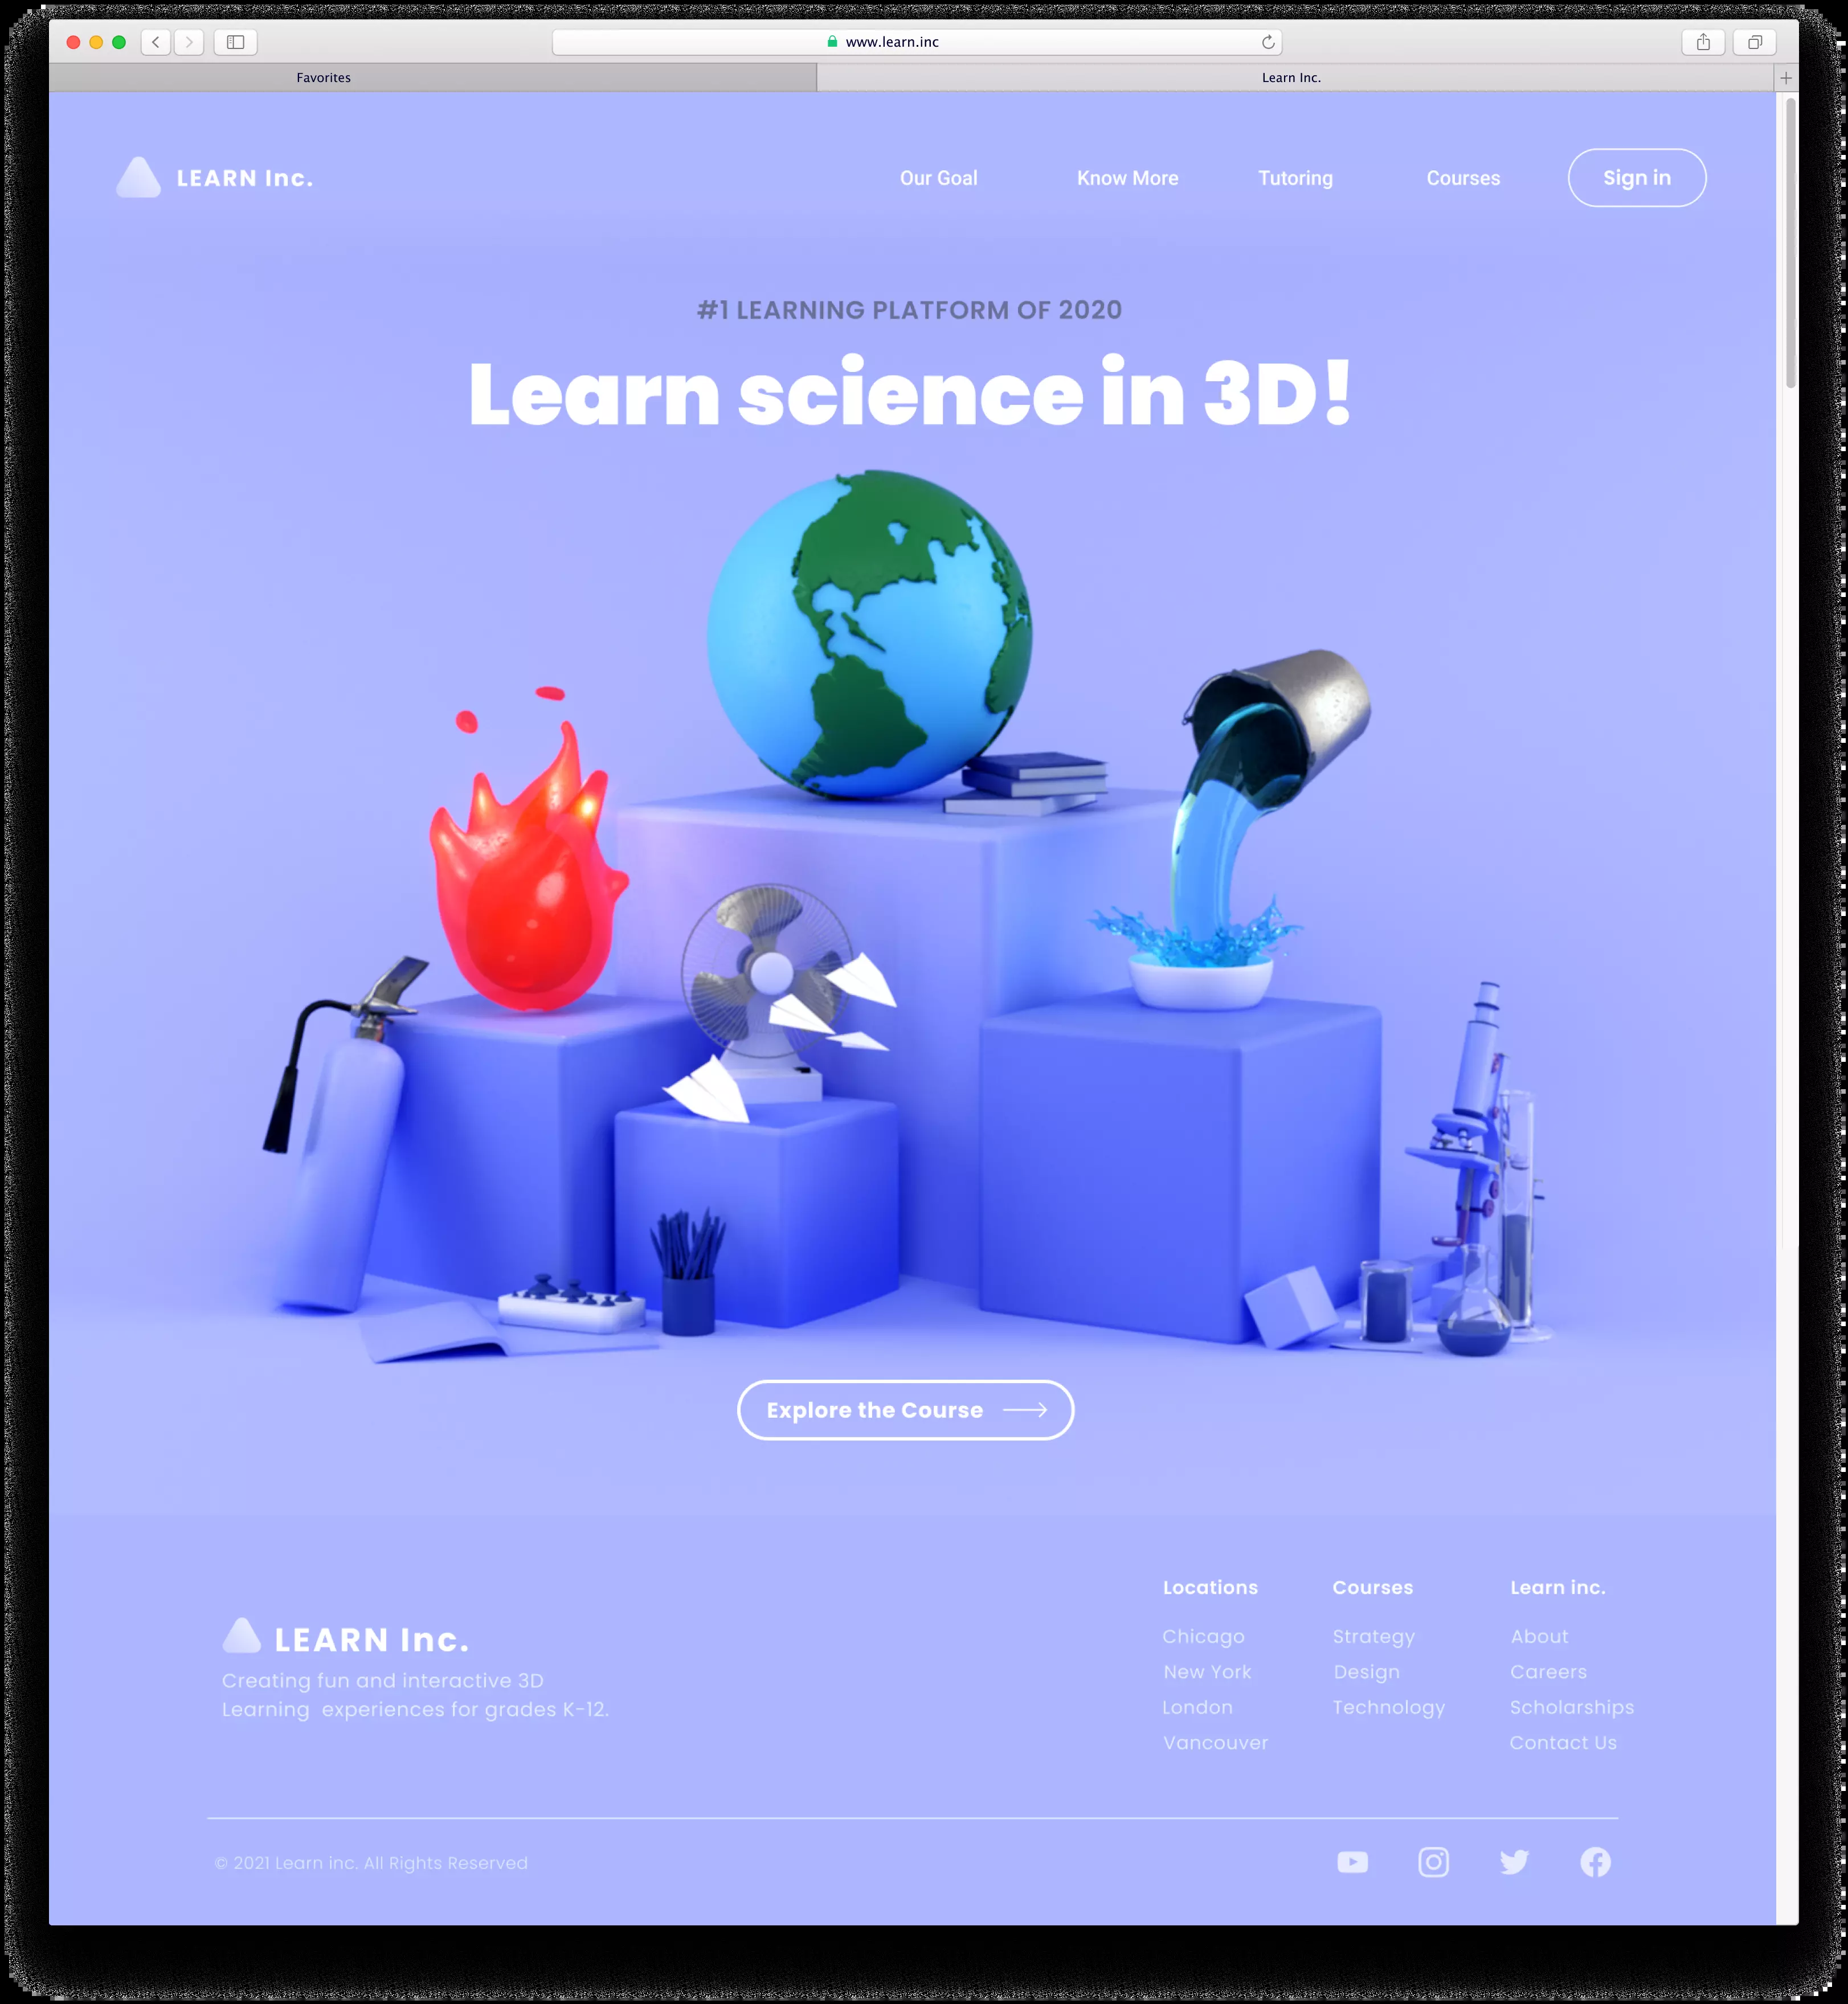 www.learn.inc
Favorites
Learn Inc.
LEARN Inc.
Our Goal
Know More
Tutoring
Courses
Sign in
#1 LEARNING PLATFORM OF 2020
Learn science in 3D!
Explore the Course
LEARN Inc.
Creating fun and interactive 3D
Learning experiences for grades K-12.
Locations
Chicago
New York
London
Vancouver
Courses
Strategy
Design
Technology
Learn inc.
About
Careers
Scholarships
Contact Us
© 2021 Learn inc. All Rights Reserved